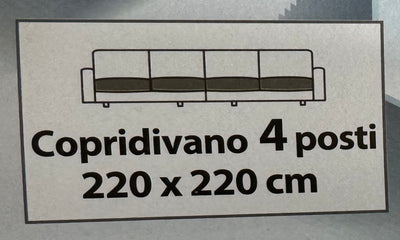 Copridivano 4 posti
220 x 220 cm